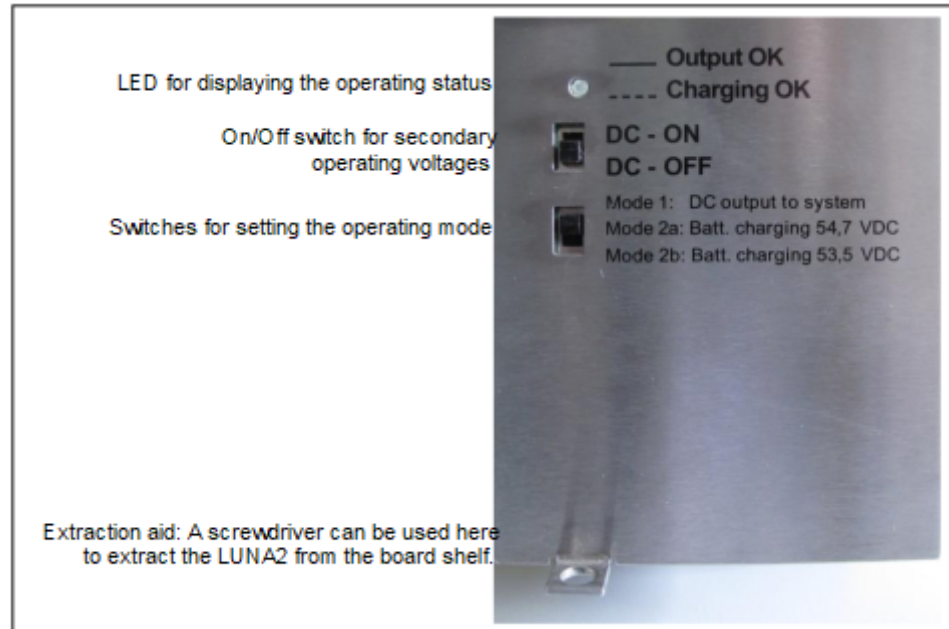 LED for displaying the operating status
On/Off switch for secondary
operating voltages
Switches for setting the operating mode
Extraction aid: A screwdriver can be used here
to extract the LUNA2 from the board shelf.
Output OK
Charging OK
DC - ON
DC - OFF
Mode 1: DC output to system
Mode 2a: Batt. charging 54,7 VDC
Mode 2b: Batt. charging 53,5 VDC